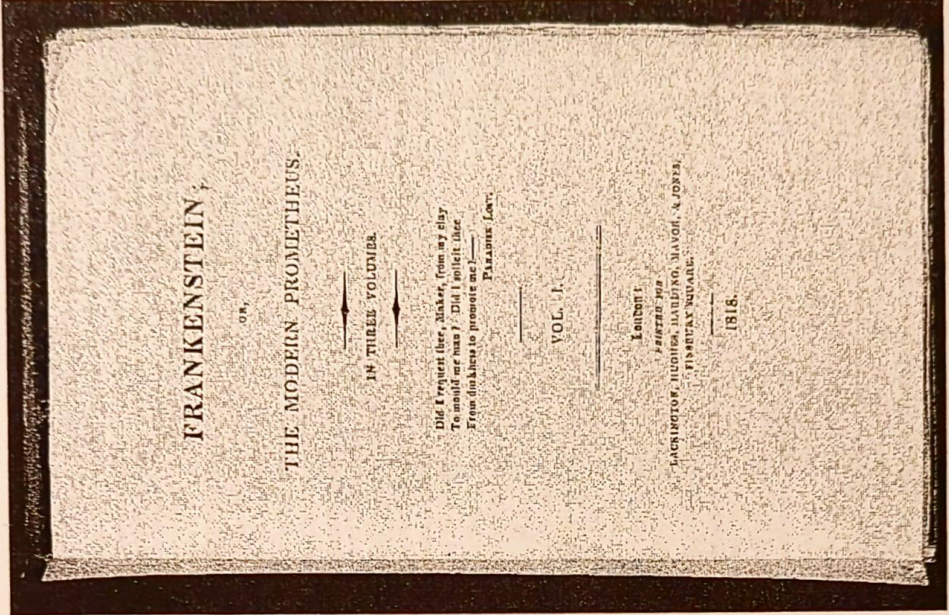 FRANKENSTEIN;
OR,
THE MODERN PROMETHEUS.
IN THREE VOLUMES.
Did I request thee, Maker, from my clay
To mould me man? Did I solicit thee
From darkness to promote me?——
PARADISE LOST.
VOL. II.
London:
PRINTED FOR
LACKINGTON, HUGHES, HARDING, MAVOR, & JONES,
FINSBURY SQUARE.
1818.